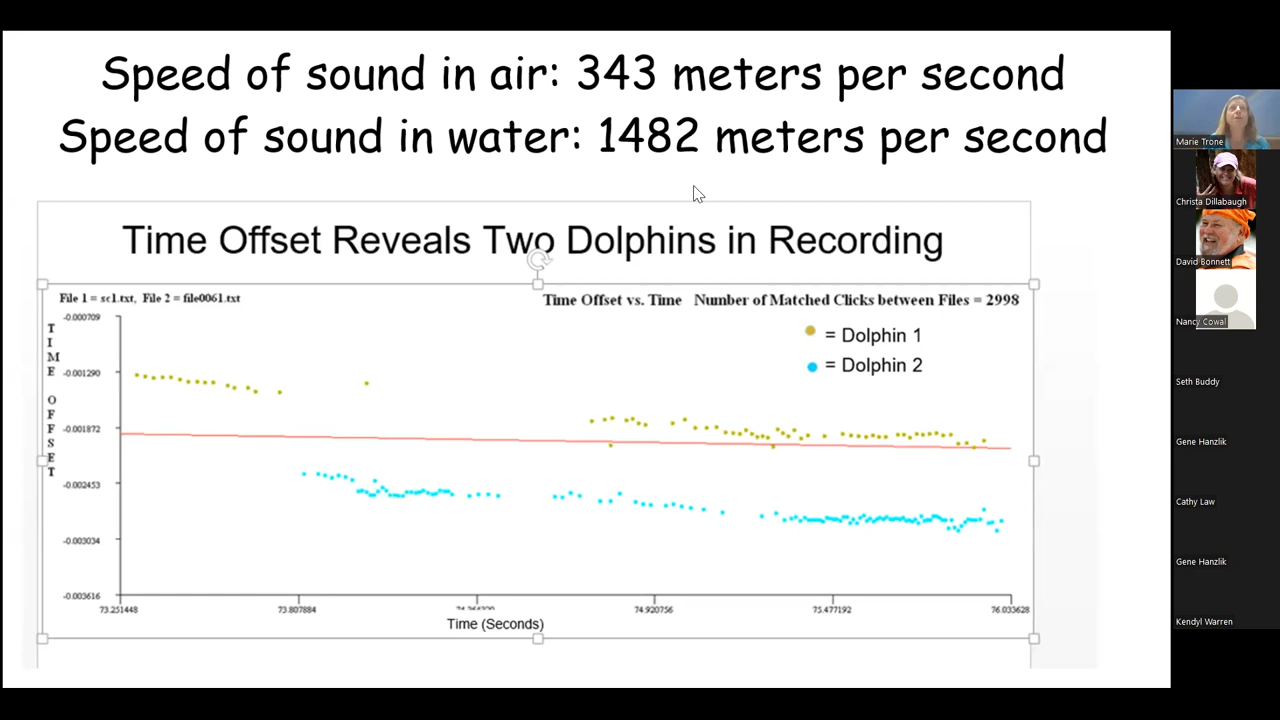 Speed of sound in air: 343 meters per second
Speed of sound in water: 1482 meters per second
Time Offset Reveals Two Dolphins in Recording
File 1 = sc1.txt, File 2 = file0061.txt
Time Offset vs. Time Number of Matched Clicks between Files = 2998
= Dolphin 1
= Dolphin 2
TIME OFFSET
-0.000709
-0.001290
-0.001872
-0.002453
-0.003034
-0.003616
73.251448 73.807884 74.920756 75.477192 76.033628
Time (Seconds)
Marie Trone
Christa Dillabaugh
David Bonnett
Nancy Cowal
Seth Buddy
Gene Hanzlik
Cathy Law
Gene Hanzlik
Kendyl Warren